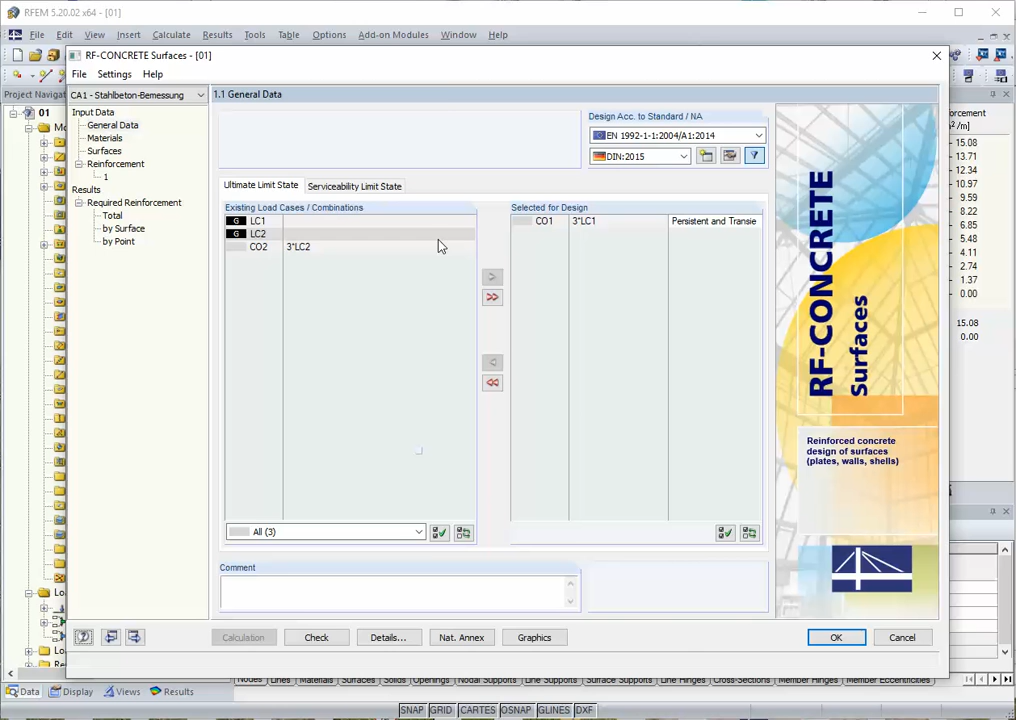 RFEM 5.20.02 x64 - [01]
File Edit View Insert Calculate Results Tools Table Options Add-on Modules Window Help
RF-CONCRETE Surfaces - [01]
Project Navigat
File Settings Help
CA1 - Stahlbeton-Bemessung
1.1 General Data
01
Input Data
General Data
Materials
Surfaces
Reinforcement
1
Results
Required Reinforcement
Total
by Surface
by Point
Design Acc. to Standard / NA
EN 1992-1-1:2004/A1:2014
DIN:2015
Ultimate Limit State
Serviceability Limit State
Existing Load Cases / Combinations
G LC1
G LC2
CO2 3*LC2
All (3)
Selected for Design
CO1 3*LC1 Persistent and Transie
Comment
RF-CONCRETE
Surfaces
Reinforced concrete
design of surfaces
(plates, walls, shells)
Calculation
Check
Details...
Nat. Annex
Graphics
OK
Cancel
15.08
13.71
12.34
10.97
9.59
8.22
6.85
5.48
4.11
2.74
1.37
0.00
15.08
0.00
Data Display Views Results
Nodes Lines Materials Surfaces Solids Openings Nodal Supports Line Supports Surface Supports Line Hinges Cross-Sections Member Hinges Member Eccentricities
SNAP GRID CARTES OSNAP GLINES DXF